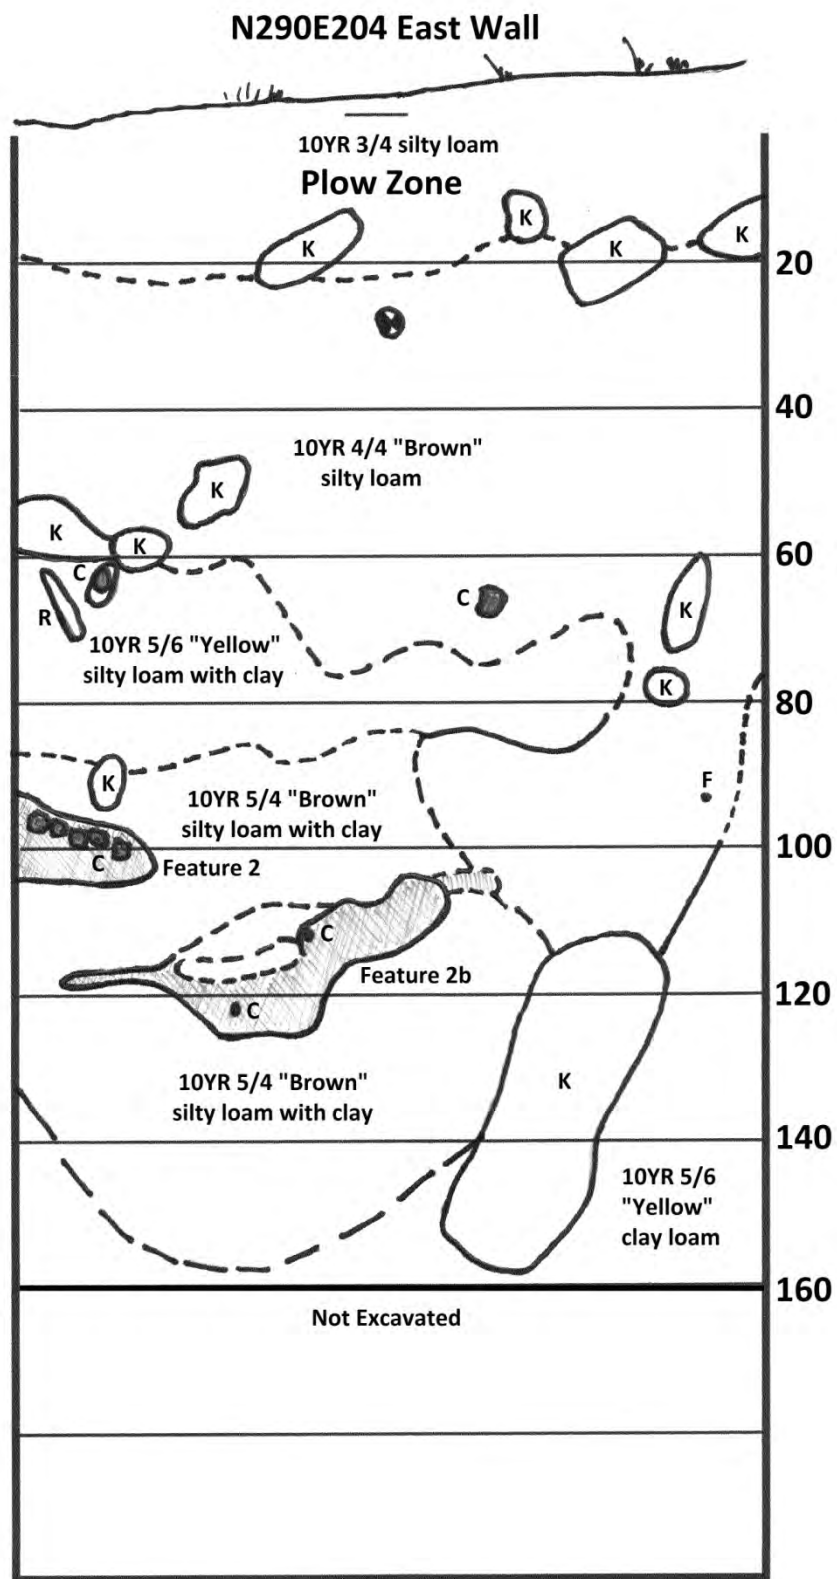 N290E204 East Wall
10YR 3/4 silty loam
Plow Zone
K
K
K
K
20
40
10YR 4/4 "Brown"
silty loam
K
K
K
60
C
C
K
R
10YR 5/6 "Yellow"
silty loam with clay
K
80
K
F
10YR 5/4 "Brown"
silty loam with clay
100
C
Feature 2
C
Feature 2b
C
120
10YR 5/4 "Brown"
silty loam with clay
K
140
10YR 5/6
"Yellow"
clay loam
160
Not Excavated